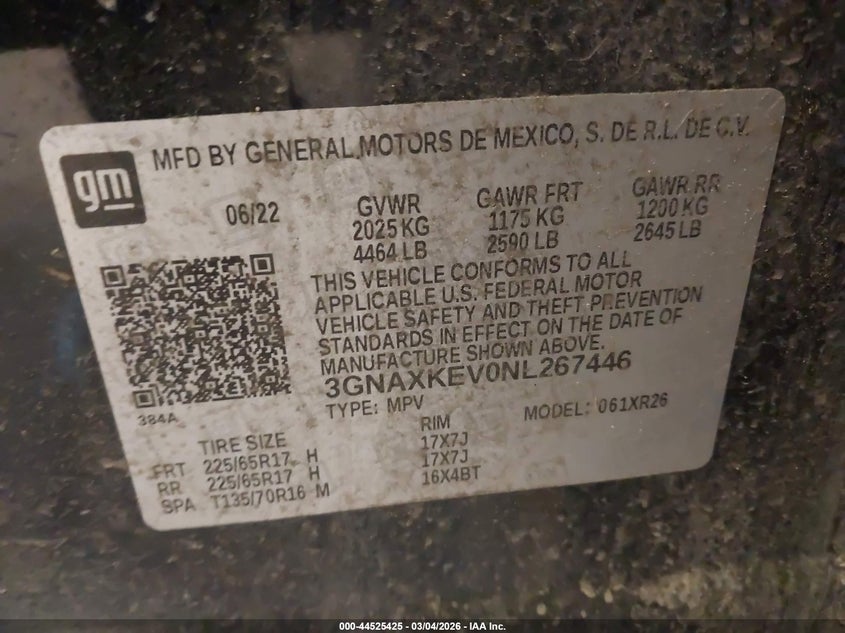 gm
MFD BY GENERAL MOTORS DE MEXICO, S. DE R.L. DE C.V.
06/22
GVWR GAWR FRT GAWR RR
2025 KG 1175 KG 1200 KG
4464 LB 2590 LB 2645 LB
THIS VEHICLE CONFORMS TO ALL
APPLICABLE U.S. FEDERAL MOTOR
VEHICLE SAFETY AND THEFT PREVENTION
STANDARDS IN EFFECT ON THE DATE OF
MANUFACTURE SHOWN ABOVE.
3GNAXKEV0NL267446
TYPE: MPV MODEL: 061XR26
384A
TIRE SIZE RIM
FRT 225/65R17 H 17X7J
RR 225/65R17 H 17X7J
SPA T135/70R16 M 16X4BT
000-44525425 - 03/04/2026 - IAA Inc.